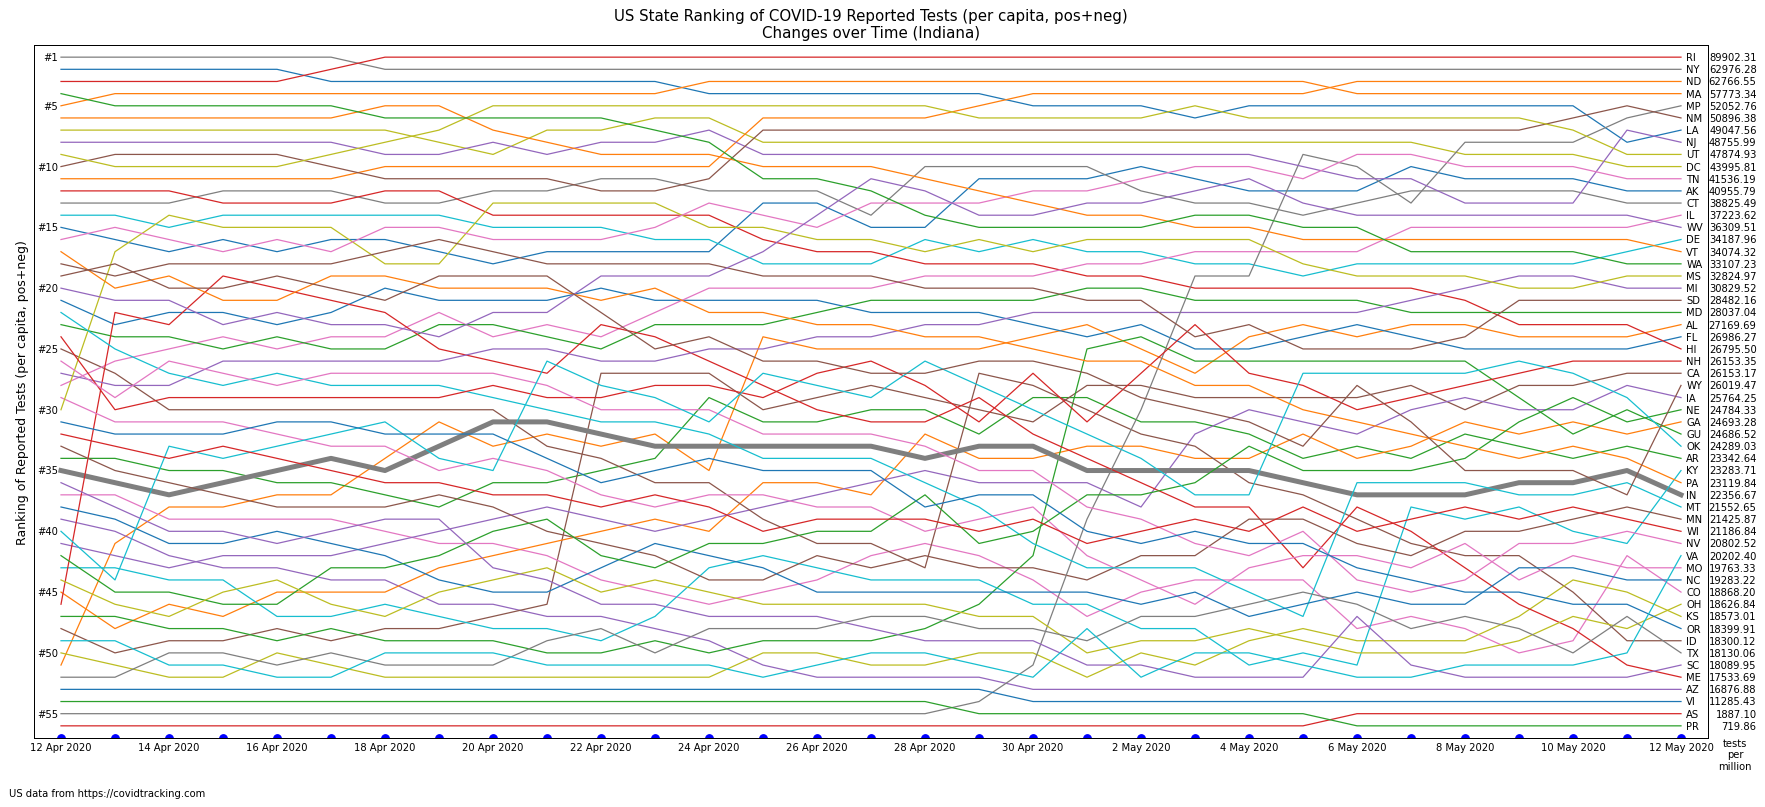 US State Ranking of COVID-19 Reported Tests (per capita, pos+neg)
Changes over Time (Indiana)
Ranking of Reported Tests (per capita, pos+neg)
#1
#5
#10
#15
#20
#25
#30
#35
#40
#45
#50
#55
RI 89902.31
NY 62976.28
ND 62766.55
MA 57773.34
MP 52052.76
NM 50896.38
LA 49047.56
NJ 48755.99
UT 47874.93
DC 43995.81
TN 41536.19
AK 40955.79
CT 38825.49
IL 37223.62
WV 36309.51
DE 34187.96
VT 34074.32
WA 33107.23
MS 32824.97
MI 30829.52
SD 28482.16
MD 28037.04
AL 27169.69
FL 26986.27
HI 26795.50
NH 26153.35
CA 26153.17
WY 26019.47
IA 25764.25
NE 24784.33
GA 24693.28
GU 24686.52
OK 24289.03
AR 23342.64
KY 23283.71
PA 23119.84
IN 22356.67
MT 21552.65
MN 21425.87
WI 21186.84
NV 20802.52
VA 20202.40
MO 19763.33
NC 19283.22
CO 18868.20
OH 18626.84
KS 18573.01
OR 18399.91
ID 18300.12
TX 18130.06
SC 18089.95
ME 17533.69
AZ 16876.88
VI 11285.43
AS 1887.10
PR 719.86
12 Apr 2020 14 Apr 2020 16 Apr 2020 18 Apr 2020 20 Apr 2020 22 Apr 2020 24 Apr 2020 26 Apr 2020 28 Apr 2020 30 Apr 2020 2 May 2020 4 May 2020 6 May 2020 8 May 2020 10 May 2020 12 May 2020
tests
per
million
US data from https://covidtracking.com